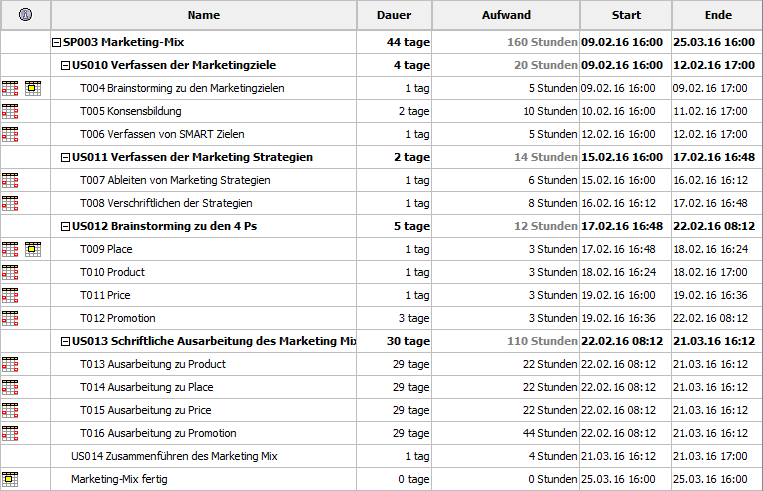 Name Dauer Aufwand Start Ende
SP003 Marketing-Mix 44 tage 160 Stunden 09.02.16 16:00 25.03.16 16:00
US010 Verfassen der Marketingziele 4 tage 20 Stunden 09.02.16 16:00 12.02.16 17:00
T004 Brainstorming zu den Marketingzielen 1 tag 5 Stunden 09.02.16 16:00 09.02.16 17:00
T005 Konsensbildung 2 tage 10 Stunden 10.02.16 16:00 11.02.16 17:00
T006 Verfassen von SMART Zielen 1 tag 5 Stunden 12.02.16 16:00 12.02.16 17:00
US011 Verfassen der Marketing Strategien 2 tage 14 Stunden 15.02.16 16:00 17.02.16 16:48
T007 Ableiten von Marketing Strategien 1 tag 6 Stunden 15.02.16 16:00 16.02.16 16:12
T008 Verschriftlichen der Strategien 1 tag 8 Stunden 16.02.16 16:12 17.02.16 16:48
US012 Brainstorming zu den 4 Ps 5 tage 12 Stunden 17.02.16 16:48 22.02.16 08:12
T009 Place 1 tag 3 Stunden 17.02.16 16:48 18.02.16 16:24
T010 Product 1 tag 3 Stunden 18.02.16 16:24 18.02.16 17:00
T011 Price 1 tag 3 Stunden 19.02.16 16:00 19.02.16 16:36
T012 Promotion 3 tage 3 Stunden 19.02.16 16:36 22.02.16 08:12
US013 Schriftliche Ausarbeitung des Marketing Mix 30 tage 110 Stunden 22.02.16 08:12 21.03.16 16:12
T013 Ausarbeitung zu Product 29 tage 22 Stunden 22.02.16 08:12 21.03.16 16:12
T014 Ausarbeitung zu Place 29 tage 22 Stunden 22.02.16 08:12 21.03.16 16:12
T015 Ausarbeitung zu Price 29 tage 22 Stunden 22.02.16 08:12 21.03.16 16:12
T016 Ausarbeitung zu Promotion 29 tage 44 Stunden 22.02.16 08:12 21.03.16 16:12
US014 Zusammenführen des Marketing Mix 1 tag 4 Stunden 21.03.16 16:12 21.03.16 17:00
Marketing-Mix fertig 0 tage 0 Stunden 25.03.16 16:00 25.03.16 16:00